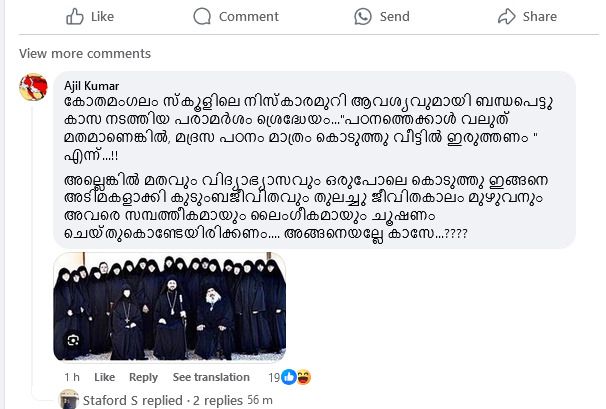 Like Comment Send Share
View more comments
Ajil Kumar
കോതമംഗലം സ്കൂളിലെ നിസ്കാരമുറി ആവശ്യവുമായി ബന്ധപെട്ടു
കാസ നടത്തിയ പരാമർശം ശ്രെദ്ധേയം..."പഠനത്തെക്കാൾ വലുത്
മതമാണെങ്കിൽ, മദ്രസ പഠനം മാത്രം കൊടുത്തു വീട്ടിൽ ഇരുത്തണം "
എന്ന്...!!
അല്ലെങ്കിൽ മതവും വിദ്യാഭ്യാസവും ഒരുപോലെ കൊടുത്തു ഇങ്ങനെ
അടിമകളാക്കി കുടുംബജീവിതവും തുലച്ചു ജീവിതകാലം മുഴുവനും
അവരെ സമ്പത്തീകമായും ലൈംഗീകമായും ചൂഷണം
ചെയ്തുകൊണ്ടേയിരിക്കണം.... അങ്ങനെയല്ലേ കാസേ...????
1 h Like Reply See translation 19
Staford S replied · 2 replies 56 m